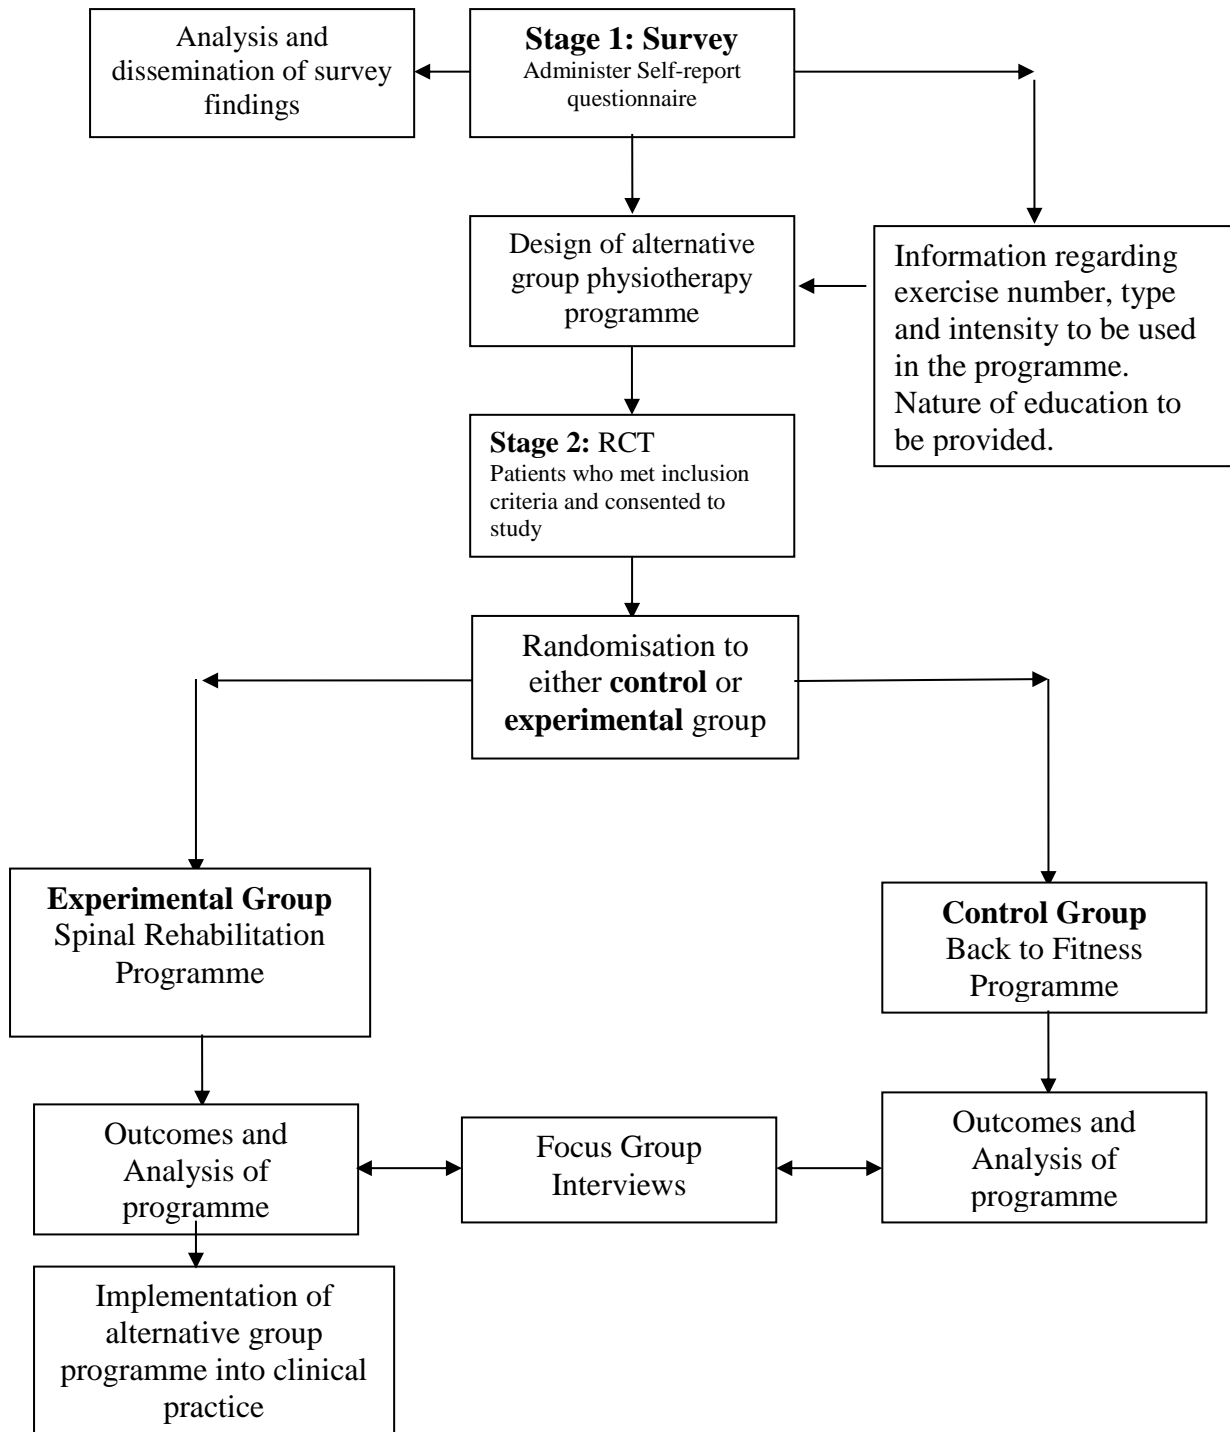 Analysis and
dissemination of survey
findings
Stage 1: Survey
Administer Self-report
questionnaire
Design of alternative
group physiotherapy
programme
Information regarding
exercise number, type
and intensity to be used
in the programme.
Nature of education to
be provided.
Stage 2: RCT
Patients who met inclusion
criteria and consented to
study
Randomisation to
either control or
experimental group
Experimental Group
Spinal Rehabilitation
Programme
Control Group
Back to Fitness
Programme
Outcomes and
Analysis of
programme
Focus Group
Interviews
Outcomes and
Analysis of
programme
Implementation of
alternative group
programme into clinical
practice